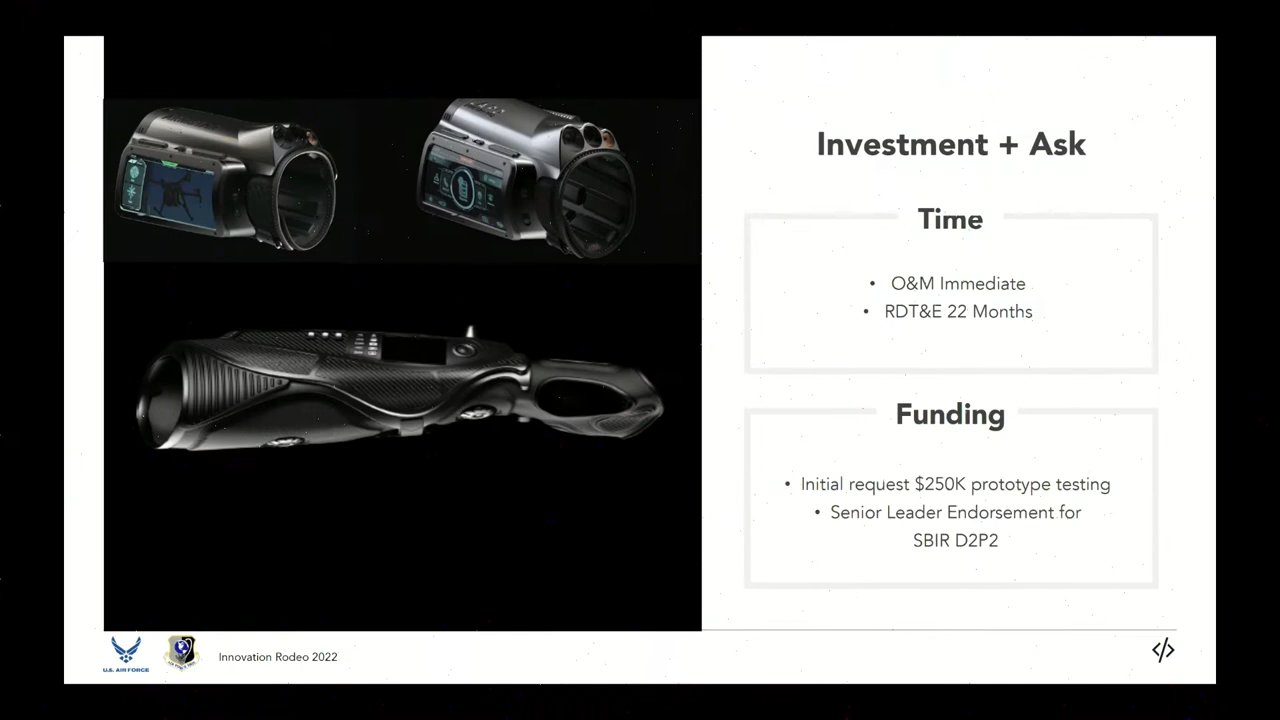 Investment + Ask
Time
• O&M Immediate
• RDT&E 22 Months
Funding
• Initial request $250K prototype testing
• Senior Leader Endorsement for
SBIR D2P2
U.S. AIR FORCE
Innovation Rodeo 2022
</>